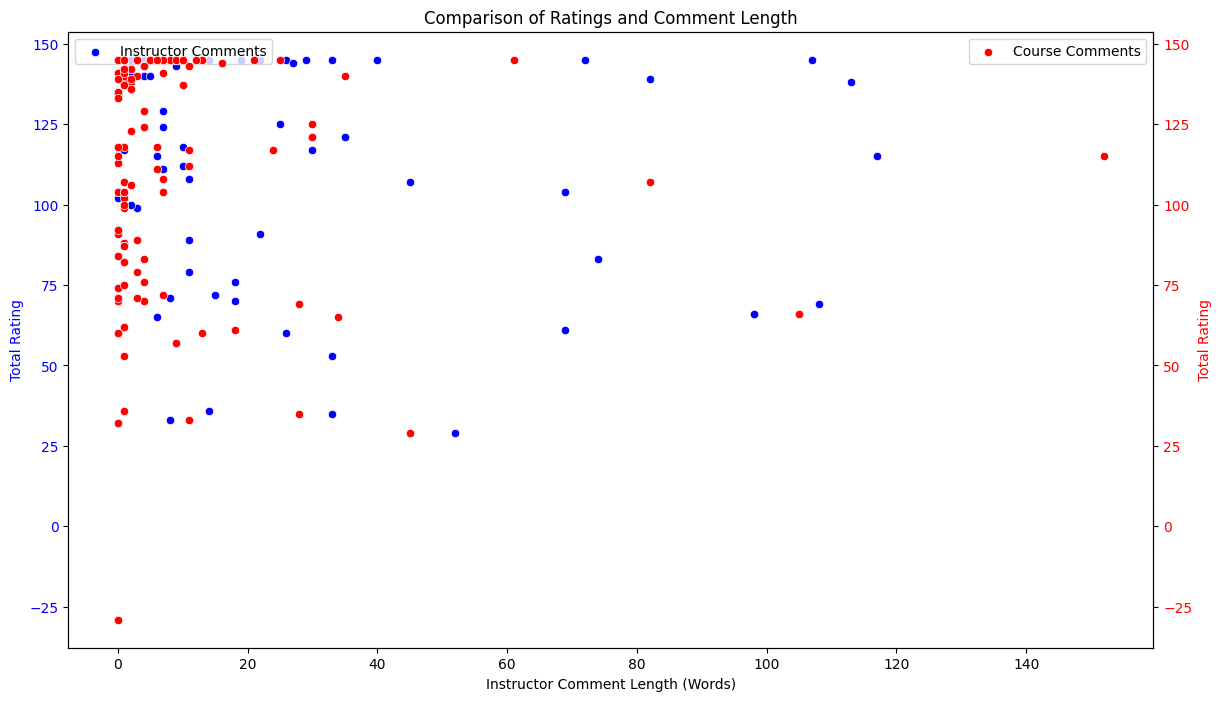 Comparison of Ratings and Comment Length
Instructor Comments
Course Comments
150
125
100
75
50
25
0
−25
Total Rating
150
125
100
75
50
25
0
−25
Total Rating
0 20 40 60 80 100 120 140
Instructor Comment Length (Words)